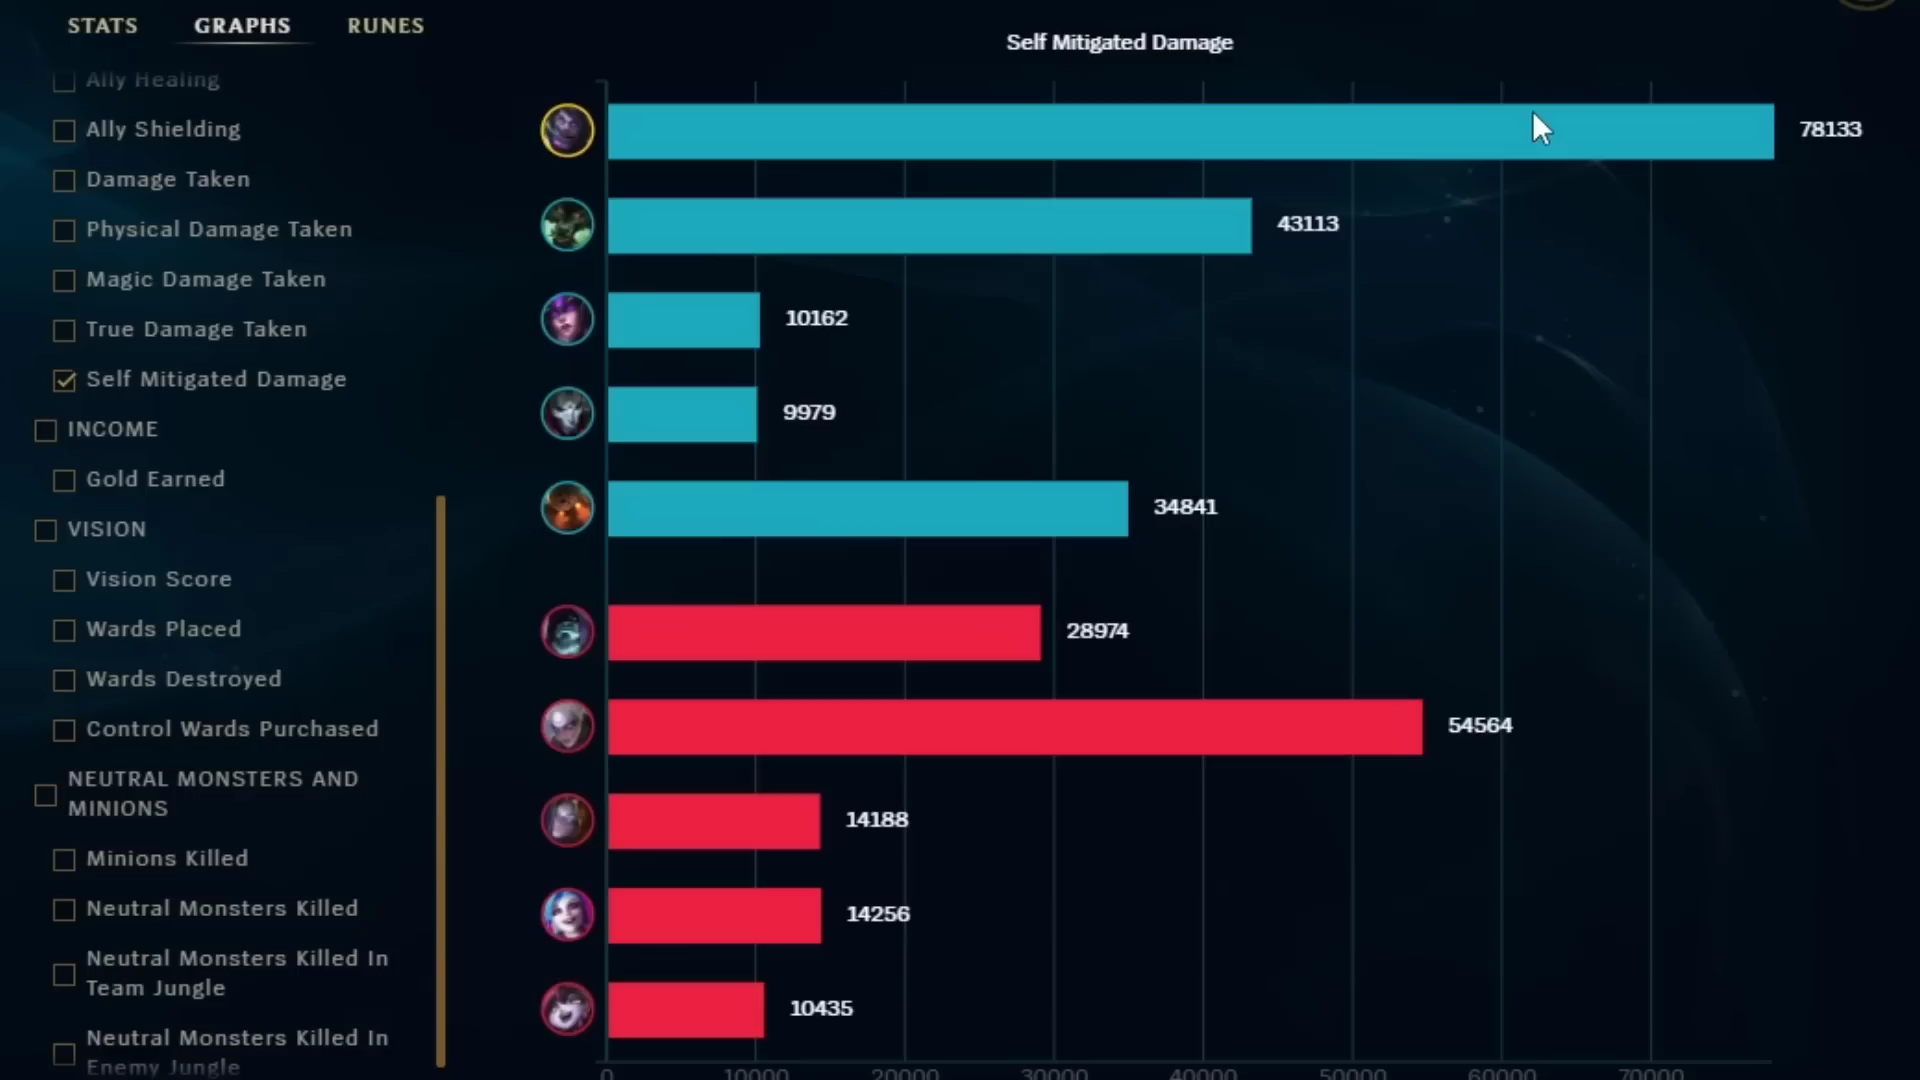 STATS GRAPHS RUNES
Self Mitigated Damage
Ally Healing
Ally Shielding
Damage Taken
Physical Damage Taken
Magic Damage Taken
True Damage Taken
Self Mitigated Damage
INCOME
Gold Earned
VISION
Vision Score
Wards Placed
Wards Destroyed
Control Wards Purchased
NEUTRAL MONSTERS AND
MINIONS
Minions Killed
Neutral Monsters Killed
Neutral Monsters Killed In
Team Jungle
Neutral Monsters Killed In
Enemy Jungle
78133
43113
10162
9979
34841
28974
54564
14188
14256
10435
0 10000 20000 30000 40000 50000 60000 70000